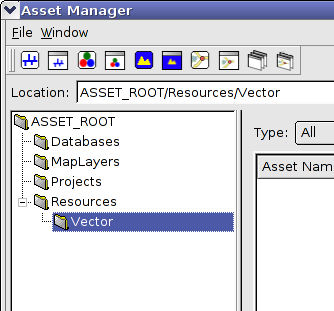 Asset Manager
File Window
Location: ASSET_ROOT/Resources/Vector
ASSET_ROOT
Databases
MapLayers
Projects
Resources
Vector
Type: All
Asset Nam